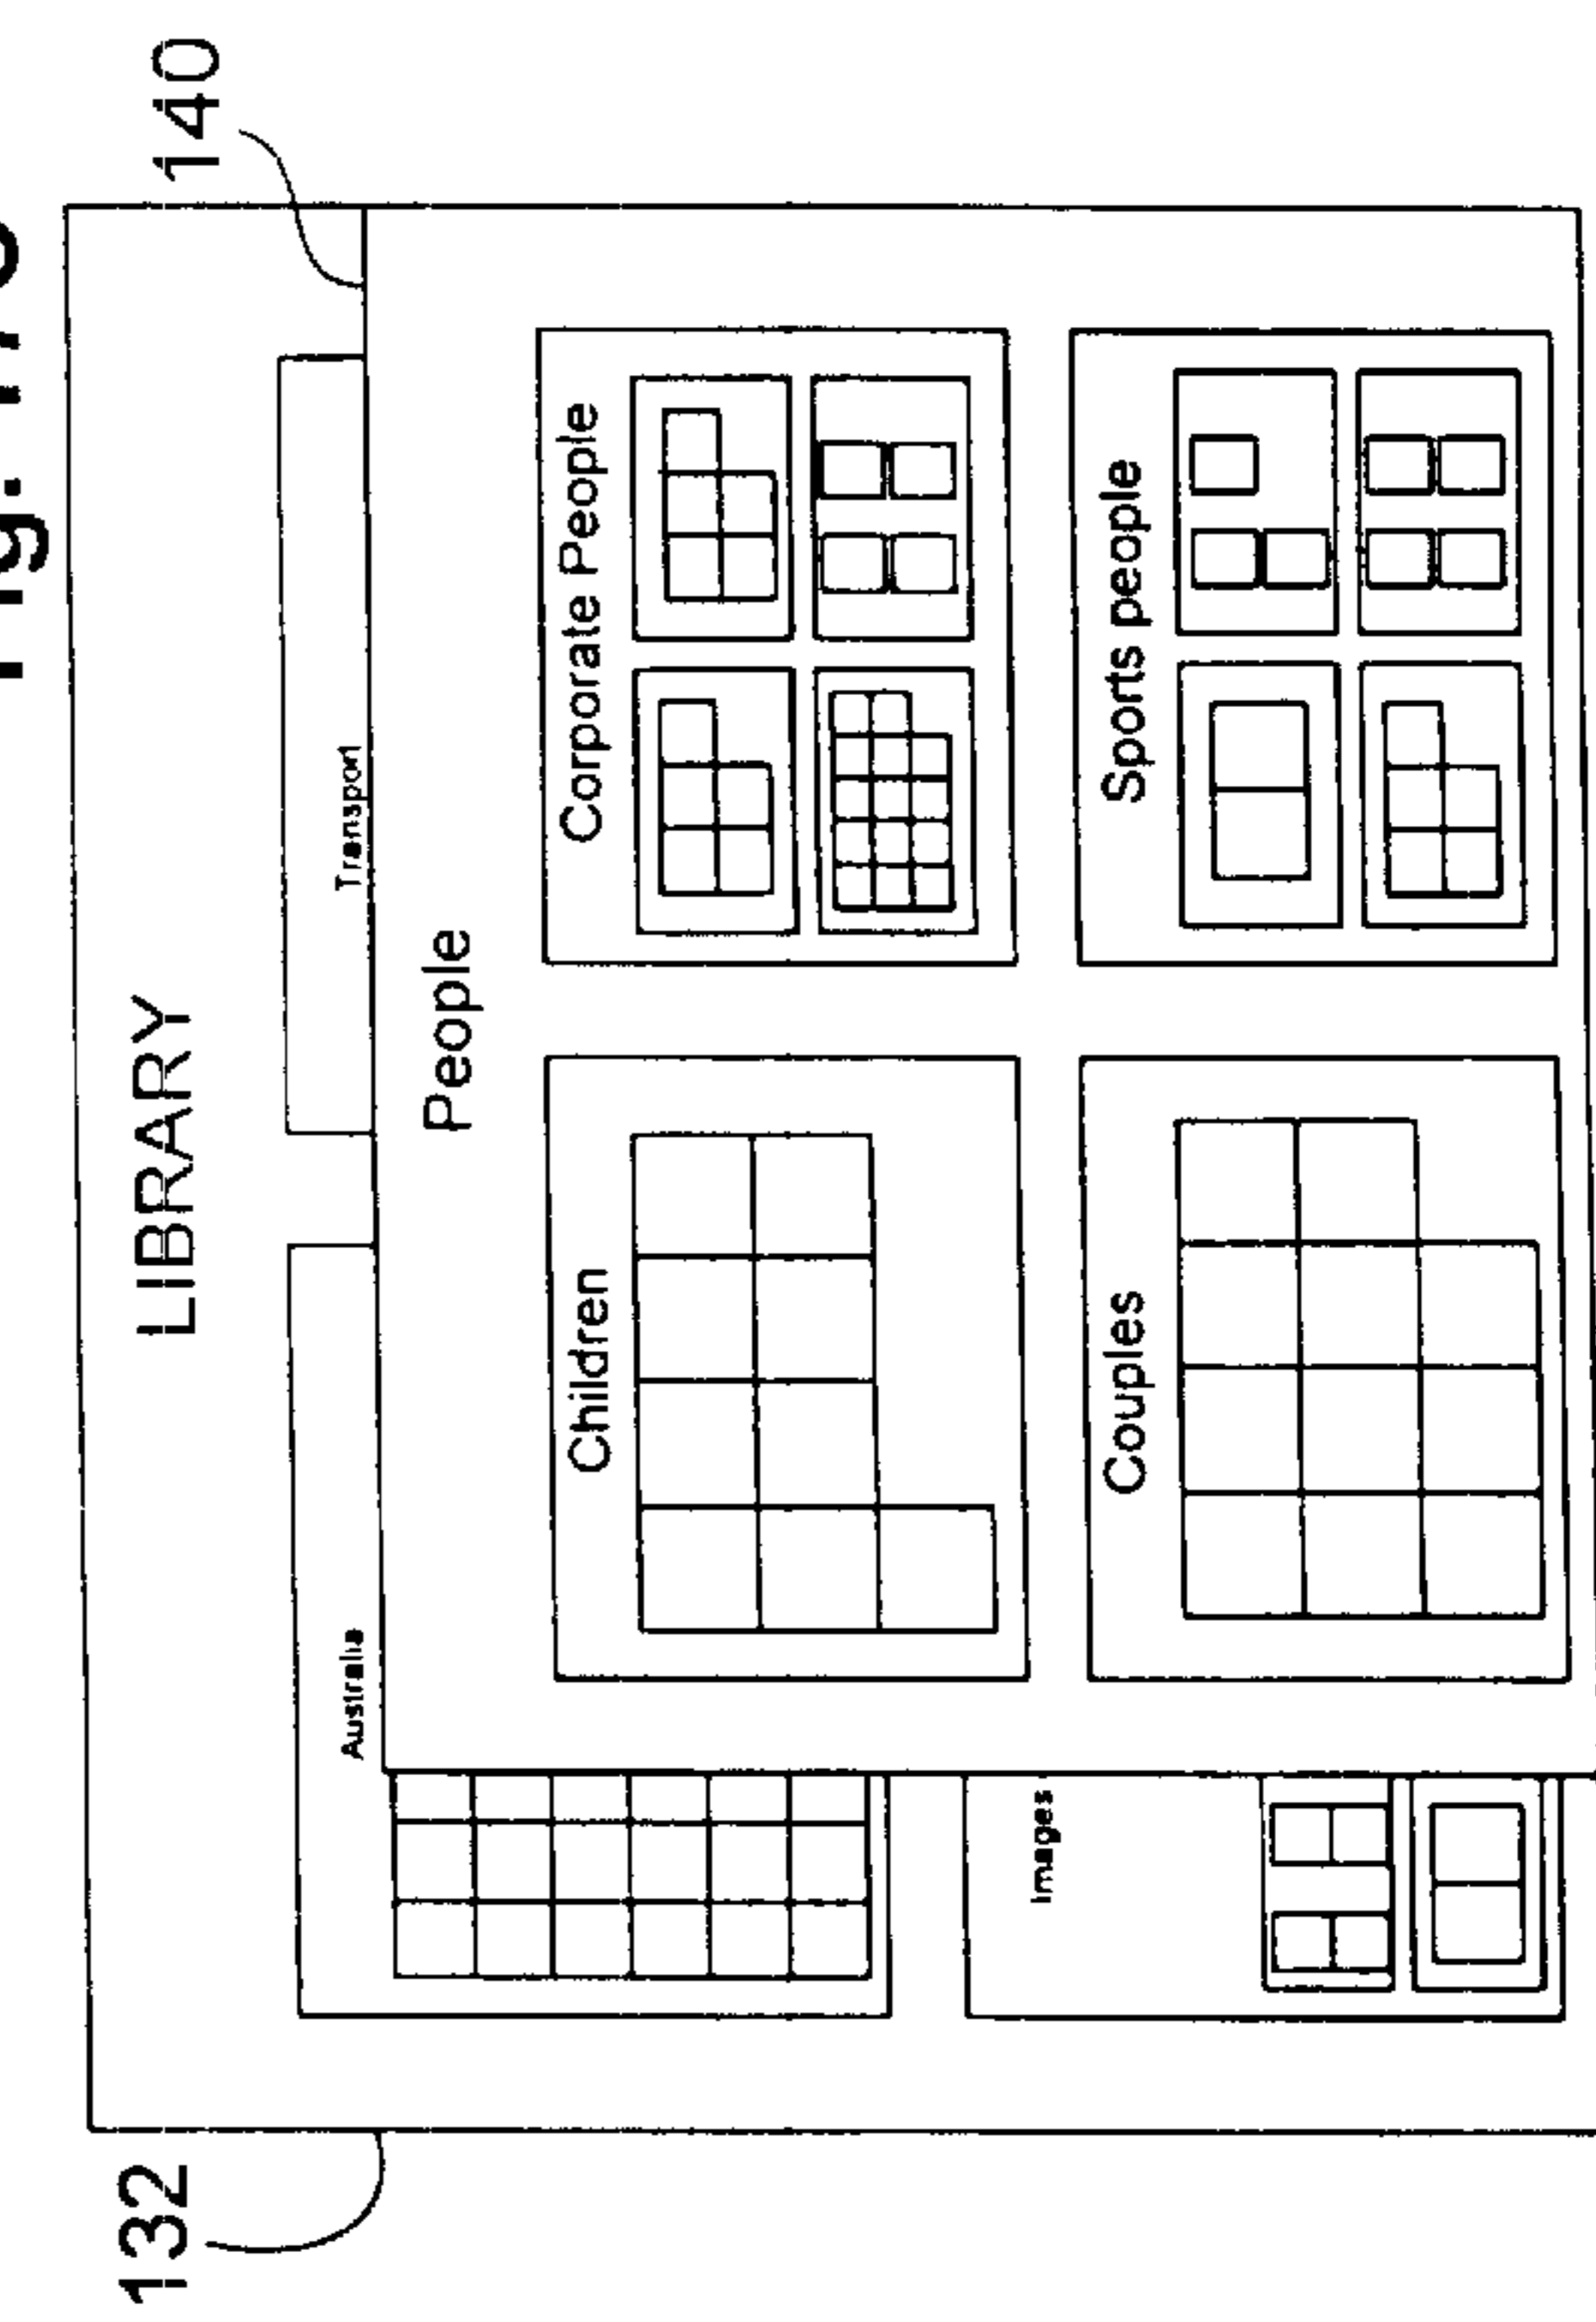 140
LIBRARY
Australia
Transport
People
Children
Corporate People
Couples
Sports people
Images
132